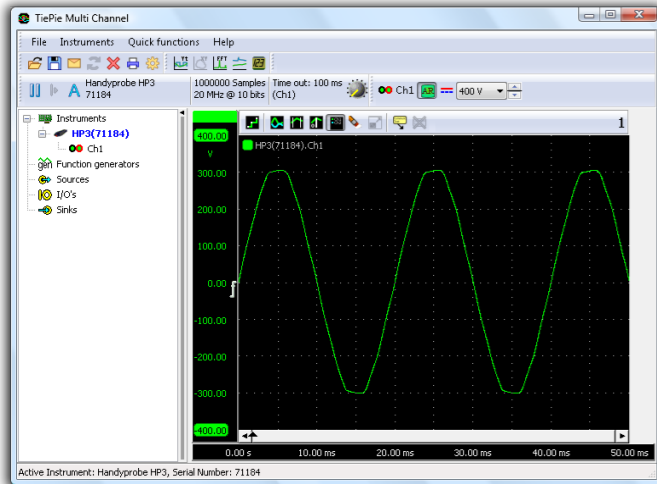 TiePie Multi Channel
File Instruments Quick functions Help
Handyprobe HP3
71184
1000000 Samples
20 MHz @ 10 bits
Time out: 100 ms
(Ch1)
Ch1
AR
400 V
Instruments
HP3(71184)
Ch1
gen Function generators
Sources
I/O's
Sinks
1
HP3(71184).Ch1
400.00
V
300.00
200.00
100.00
0.00
-100.00
-200.00
-300.00
-400.00
0.00 s 10.00 ms 20.00 ms 30.00 ms 40.00 ms 50.00 ms
Active Instrument: Handyprobe HP3, Serial Number: 71184